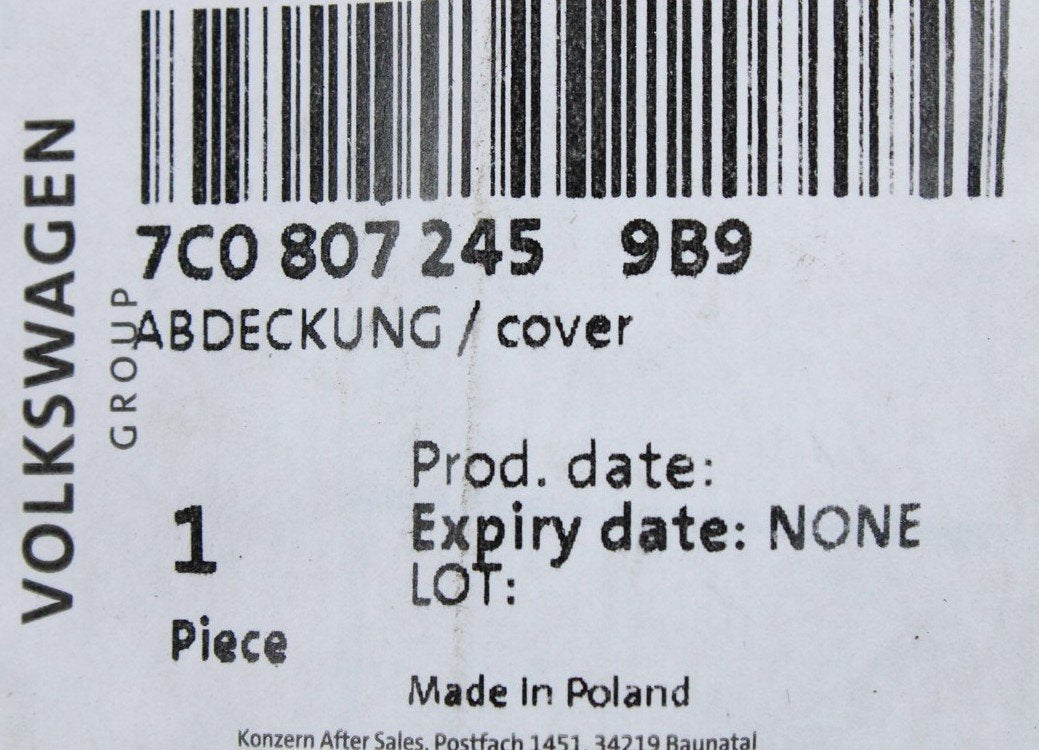 VOLKSWAGEN
GROUP
7C0 807 245 9B9
ABDECKUNG / cover
Prod. date:
Expiry date: NONE
LOT:
1
Piece
Made in Poland
Konzern After Sales, Postfach 1451, 34219 Baunatal